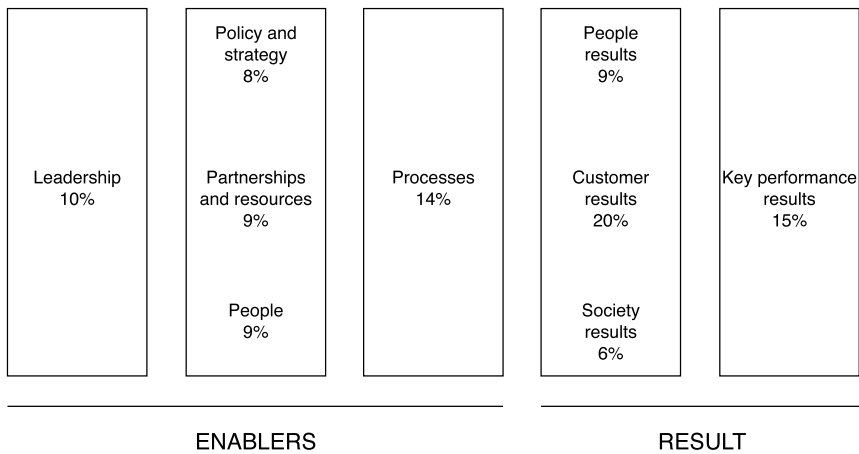 Leadership
10%
Policy and
strategy
8%
Partnerships
and resources
9%
People
9%
Processes
14%
People
results
9%
Customer
results
20%
Society
results
6%
Key performance
results
15%
ENABLERS
RESULT